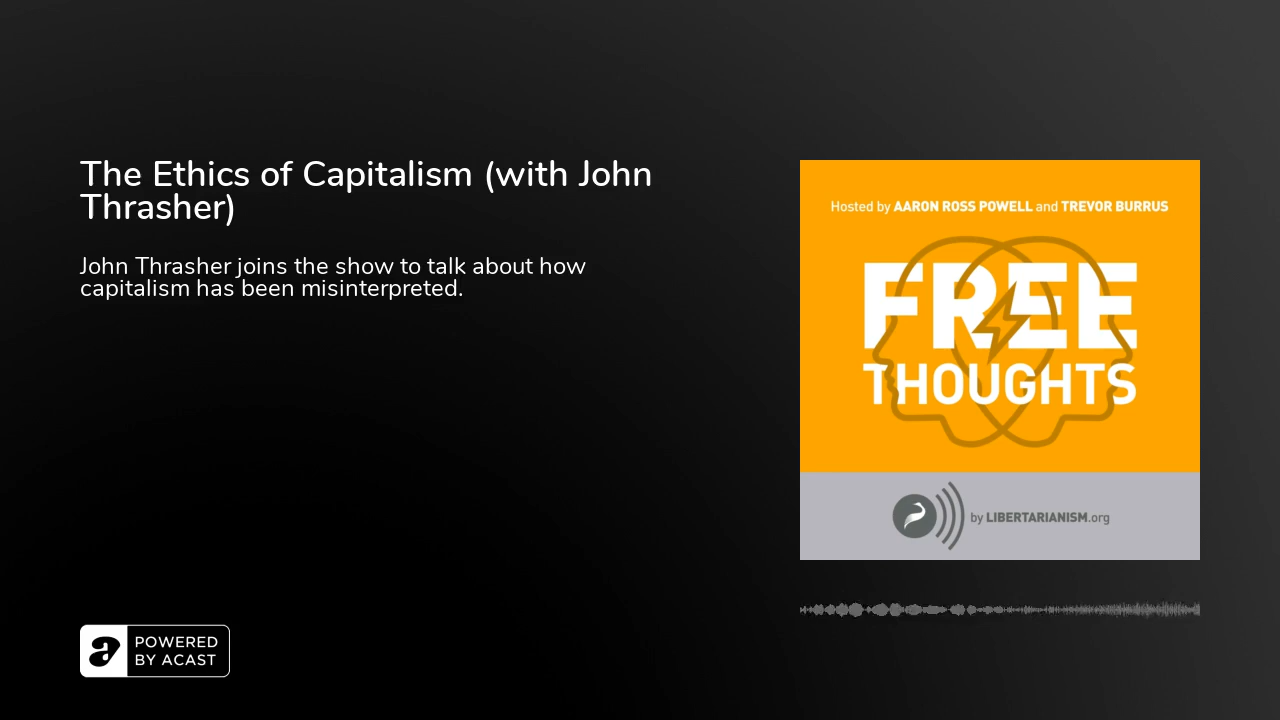 The Ethics of Capitalism (with John
Thrasher)
John Thrasher joins the show to talk about how
capitalism has been misinterpreted.
Hosted by AARON ROSS POWELL and TREVOR BURRUS
FREE
THOUGHTS
by LIBERTARIANISM.org
POWERED
BY ACAST